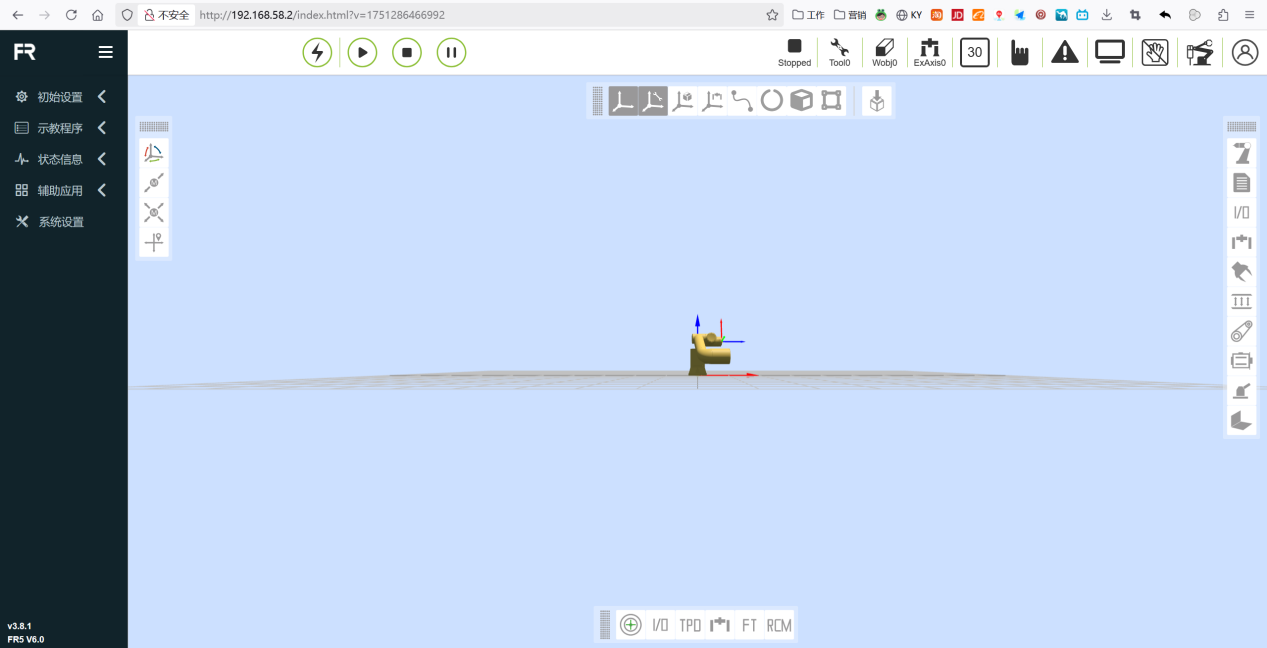 不安全
http://192.168.58.2/index.html?v=1751286466992
工作
营销
KY
淘
JD
FR
Stopped
Tool0
Wobj0
ExAxis0
30
初始设置
示教程序
状态信息
辅助应用
系统设置
I/O
I/O
TPD
FT
RCM
v3.8.1
FR5 V6.0